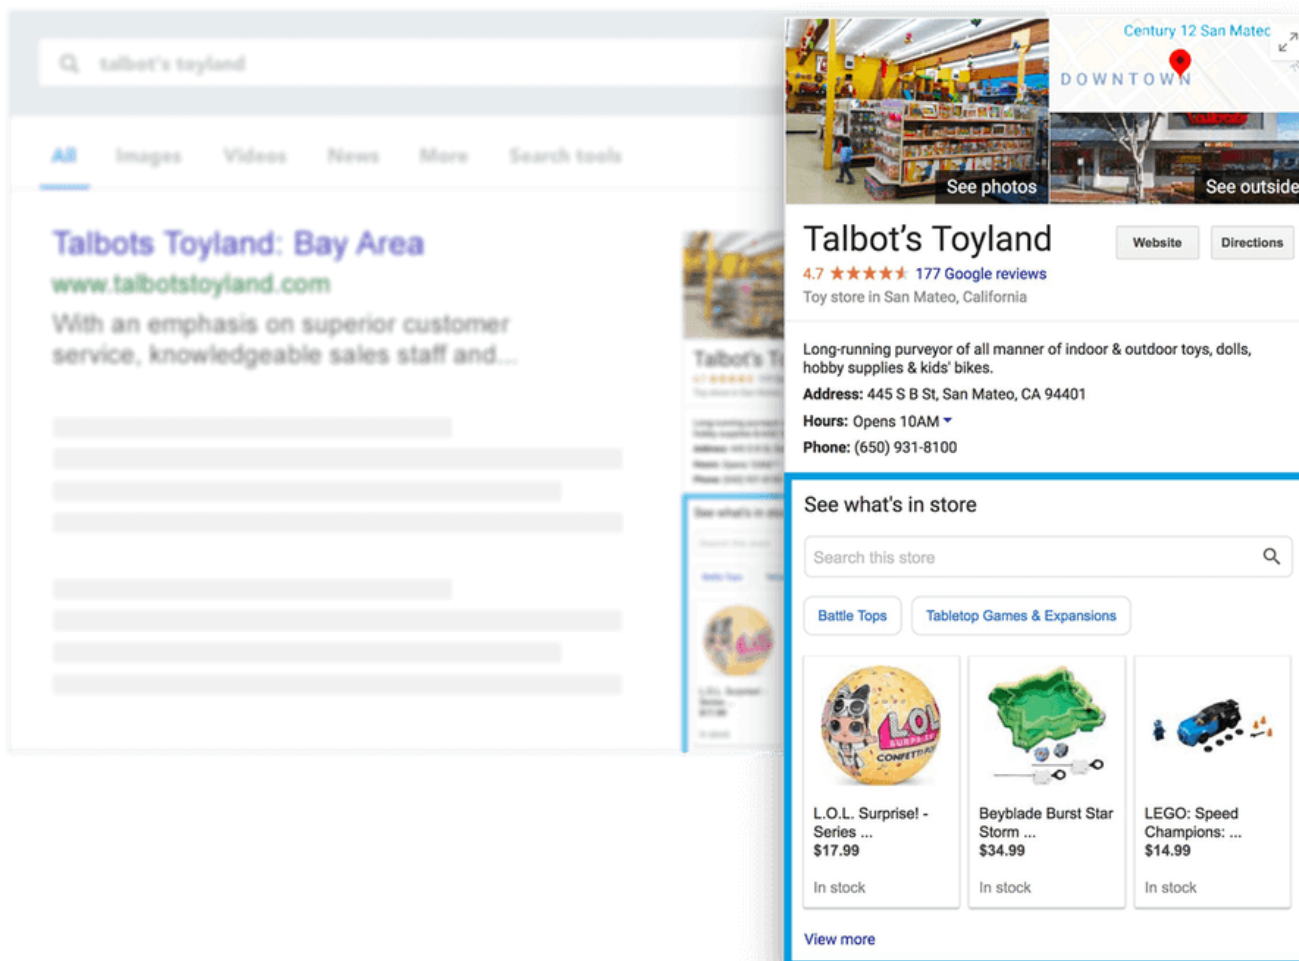 talbot's toyland
All Images Videos News More Search tools
Talbots Toyland: Bay Area
www.talbotstoyland.com
With an emphasis on superior customer
service, knowledgeable sales staff and...
Century 12 San Mateo
DOWNTOWN
See photos
See outside
Talbot's Toyland
Website
Directions
4.7 177 Google reviews
Toy store in San Mateo, California
Long-running purveyor of all manner of indoor & outdoor toys, dolls,
hobby supplies & kids' bikes.
Address: 445 S B St, San Mateo, CA 94401
Hours: Opens 10AM
Phone: (650) 931-8100
See what's in store
Search this store
Battle Tops
Tabletop Games & Expansions
LOL
SURPRISE
CONFETTI
L.O.L. Surprise! -
Series ...
$17.99
In stock
Beyblade Burst Star
Storm ...
$34.99
In stock
LEGO: Speed
Champions: ...
$14.99
In stock
View more